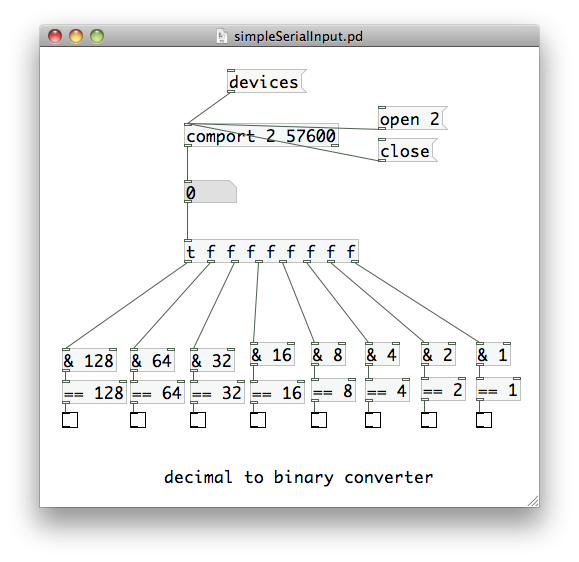 simpleSerialInput.pd
devices
open 2
comport 2 57600
close
0
t f f f f f f f f
& 128 & 64 & 32 & 16 & 8 & 4 & 2 & 1
== 128 == 64 == 32 == 16 == 8 == 4 == 2 == 1
decimal to binary converter